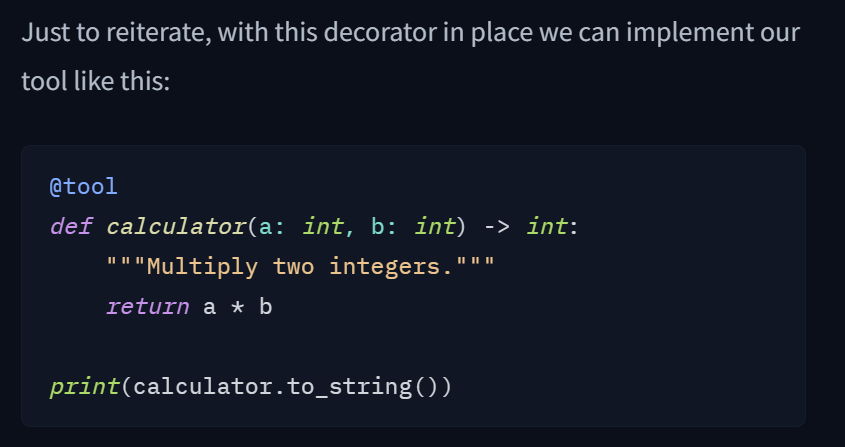 Just to reiterate, with this decorator in place we can implement our
tool like this:
@tool
def calculator(a: int, b: int) -> int:
    """Multiply two integers."""
    return a * b
print(calculator.to_string())